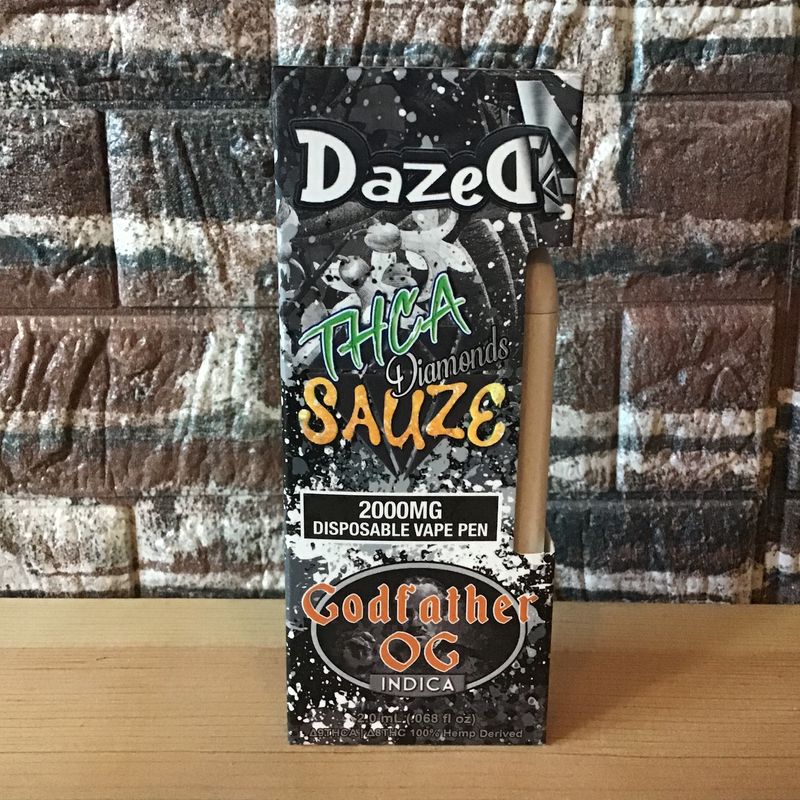 DazeD
THCA
Diamonds
SAUZE
2000MG
DISPOSABLE VAPE PEN
Godfather
OG
INDICA
2.0 mL (.068 fl oz)
Δ9THCA | Δ8THC 100% Hemp Derived